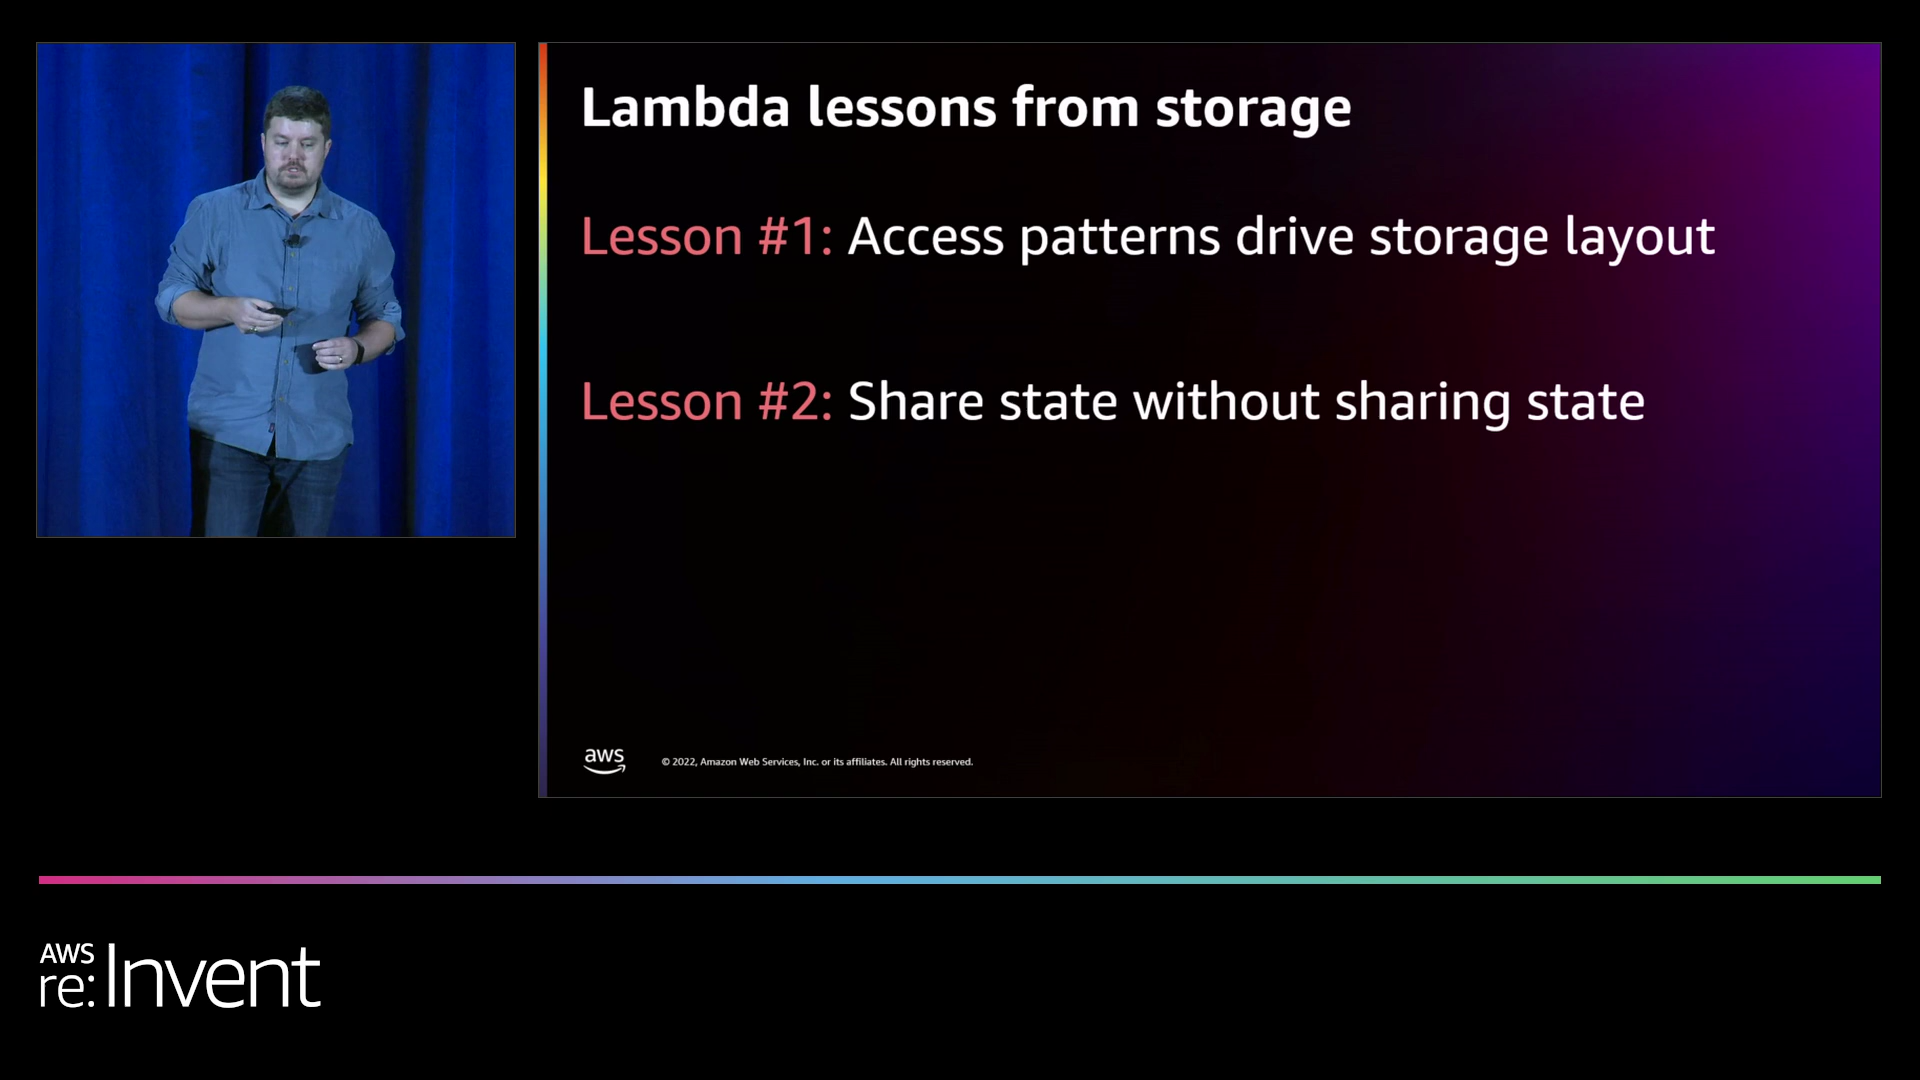 Lambda lessons from storage
Lesson #1: Access patterns drive storage layout
Lesson #2: Share state without sharing state
aws
© 2022, Amazon Web Services, Inc. or its affiliates. All rights reserved.
AWS
re:Invent